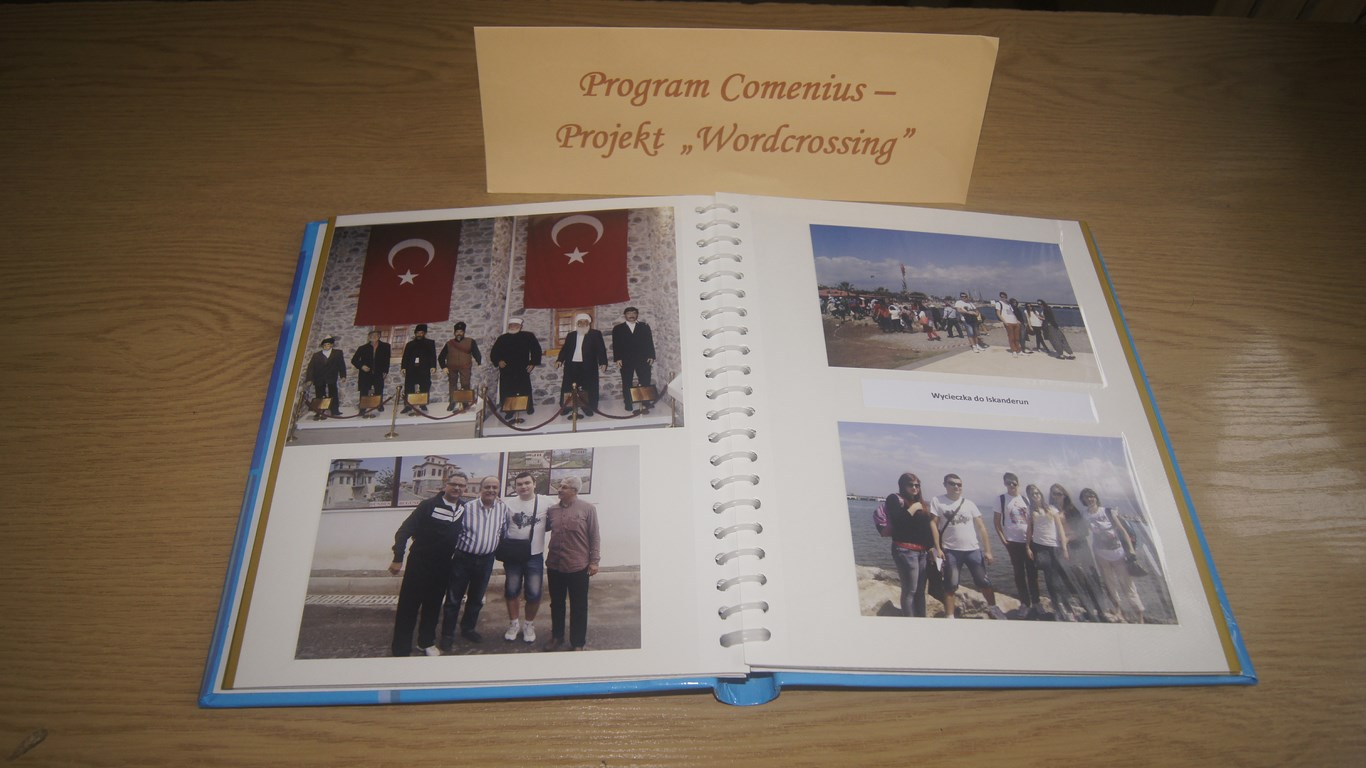 Program Comenius –
Projekt „Wordcrossing”
Wycieczka do Iskanderun